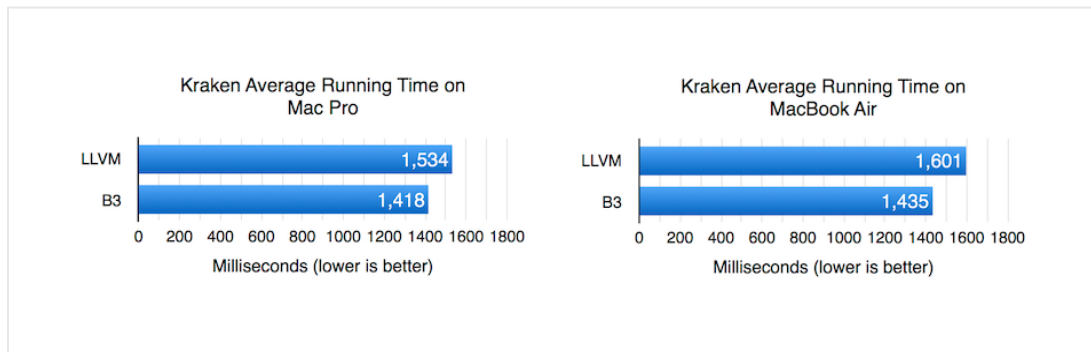 Kraken Average Running Time on
Mac Pro
LLVM
1,534
B3
1,418
0 200 400 600 800 1000 1200 1400 1600 1800
Milliseconds (lower is better)
Kraken Average Running Time on
MacBook Air
LLVM
1,601
B3
1,435
0 200 400 600 800 1000 1200 1400 1600 1800
Milliseconds (lower is better)